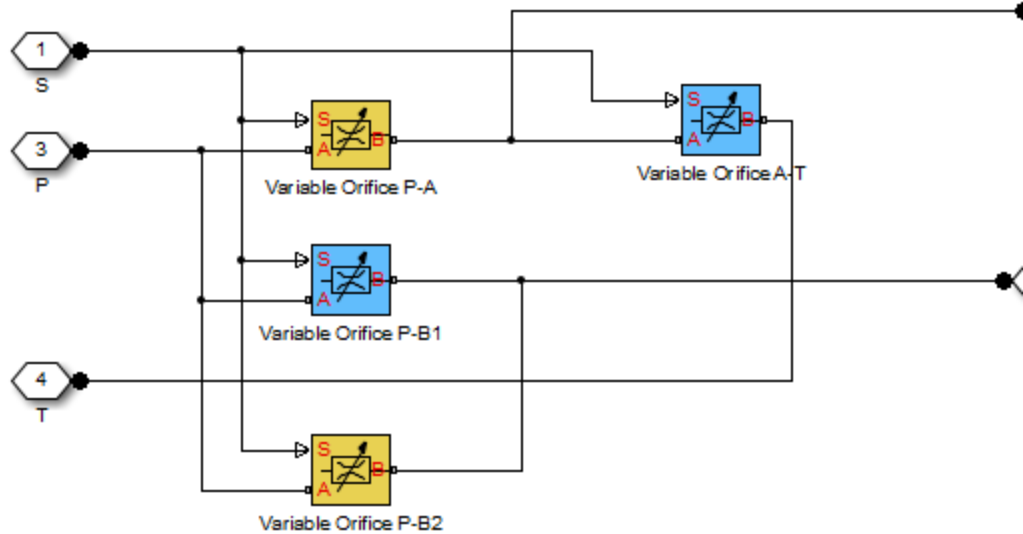 1
S
S
A
B
Variable Orifice P-A
S
A
B
Variable Orifice A-T
3
P
S
A
B
Variable Orifice P-B1
4
T
S
A
B
Variable Orifice P-B2